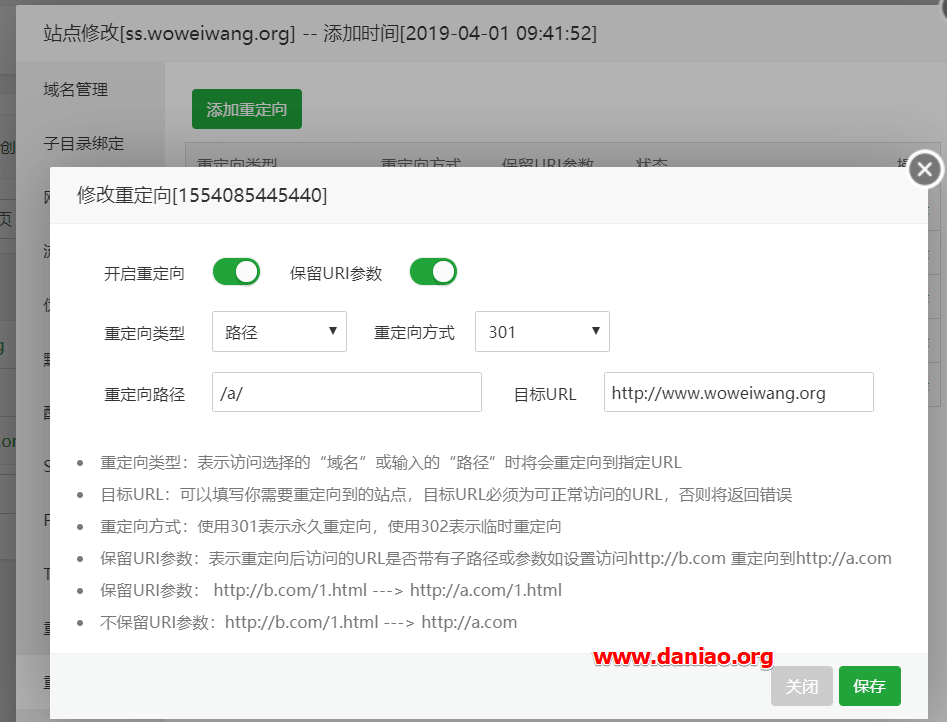 站点修改[ss.woweiwang.org] -- 添加时间[2019-04-01 09:41:52]
域名管理
添加重定向
子目录绑定
创
重定向类型 重定向方式 保留URI参数 状态
修改重定向[1554085445440]
页
开启重定向 保留URI参数
重定向类型 路径 重定向方式 301
重定向路径 /a/ 目标URL http://www.woweiwang.org
重定向类型：表示访问选择的“域名”或输入的“路径”时将会重定向到指定URL
目标URL：可以填写你需要重定向到的站点，目标URL必须为可正常访问的URL，否则将返回错误
重定向方式：使用301表示永久重定向，使用302表示临时重定向
保留URI参数：表示重定向后访问的URL是否带有子路径或参数如设置访问http://b.com 重定向到http://a.com
保留URI参数： http://b.com/1.html ---> http://a.com/1.html
不保留URI参数：http://b.com/1.html ---> http://a.com
www.daniao.org
关闭 保存